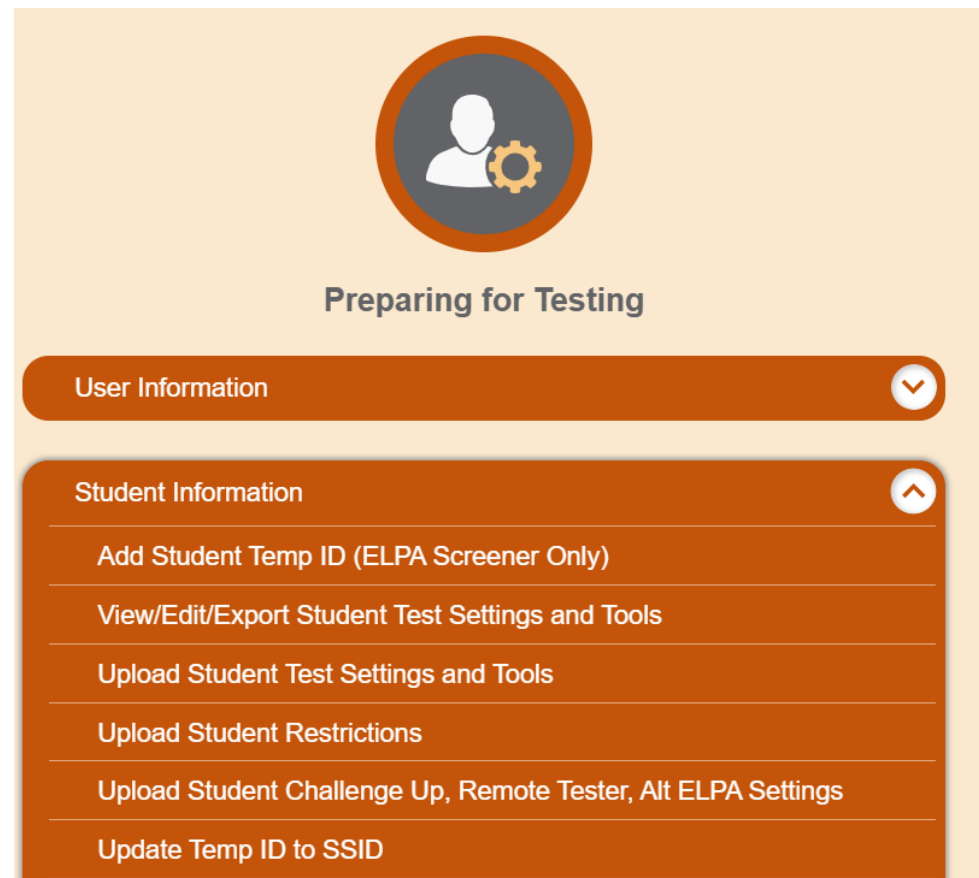 Preparing for Testing
User Information
Student Information
Add Student Temp ID (ELPA Screener Only)
View/Edit/Export Student Test Settings and Tools
Upload Student Test Settings and Tools
Upload Student Restrictions
Upload Student Challenge Up, Remote Tester, Alt ELPA Settings
Update Temp ID to SSID